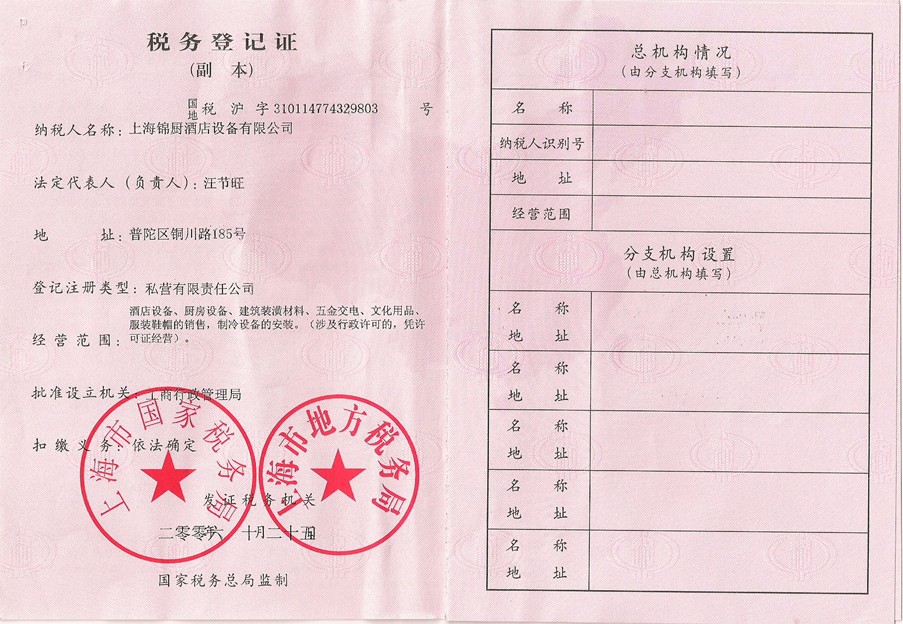 税务登记证
(副 本)
国地税 沪 字 310114774329803 号
纳税人名称：上海锦厨酒店设备有限公司
法定代表人（负责人）：汪节旺
地 址：普陀区铜川路185号
登记注册类型：私营有限责任公司
酒店设备、厨房设备、建筑装潢材料、五金交电、文化用品、
服装鞋帽的销售，制冷设备的安装。（涉及行政许可的，凭许
经营范围：可证经营）。
批准设立机关：工商行政管理局
扣缴义务：依法确定
上海市国家税务局
上海市地方税务局
发证税务机关
二零零六年 十月二十五日
国家税务总局监制
总机构情况
(由分支机构填写)
名 称
纳税人识别号
地 址
经营范围
分支机构设置
(由总机构填写)
名 称
地 址
名 称
地 址
名 称
地 址
名 称
地 址
名 称
地 址